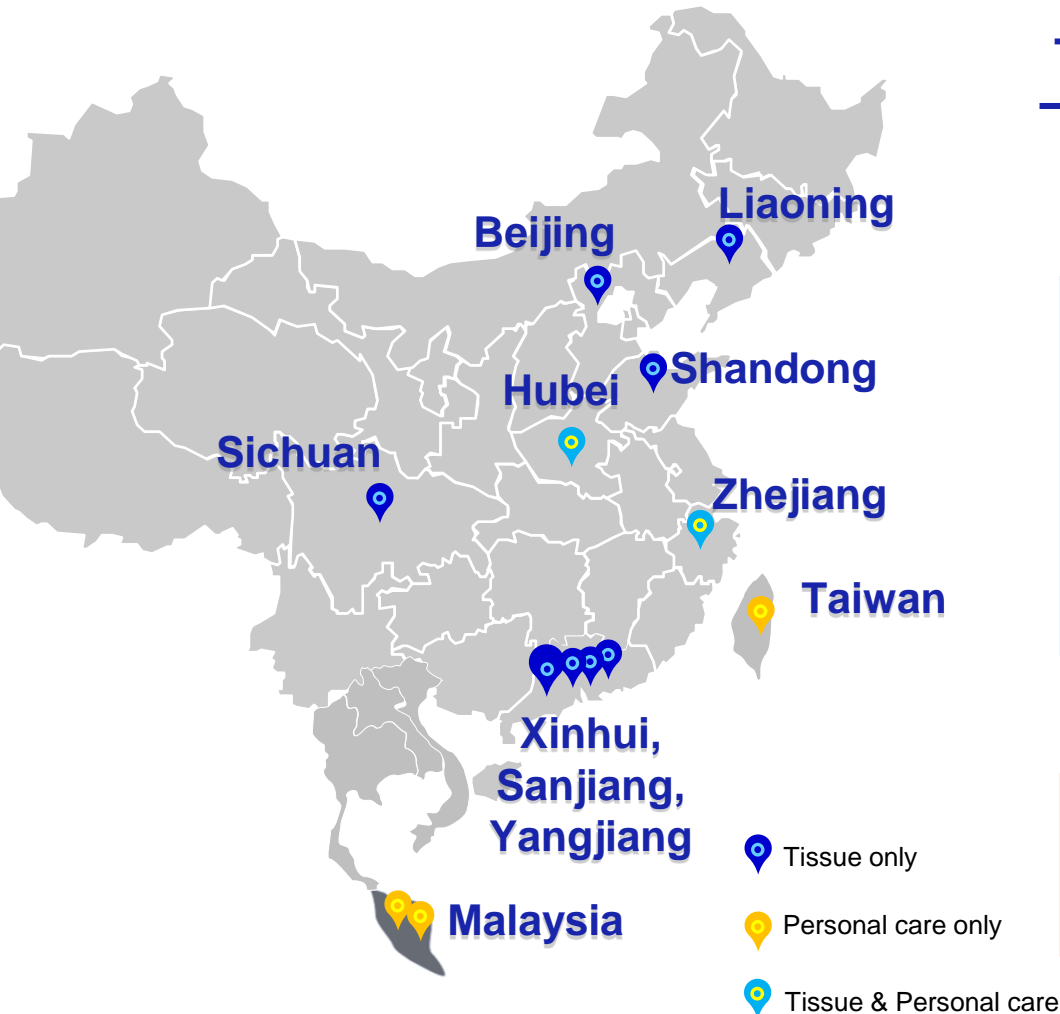 Liaoning
Beijing
Shandong
Hubei
Sichuan
Zhejiang
Taiwan
Xinhui,
Sanjiang,
Yangjiang
Malaysia
Tissue only
Personal care only
Tissue & Personal care